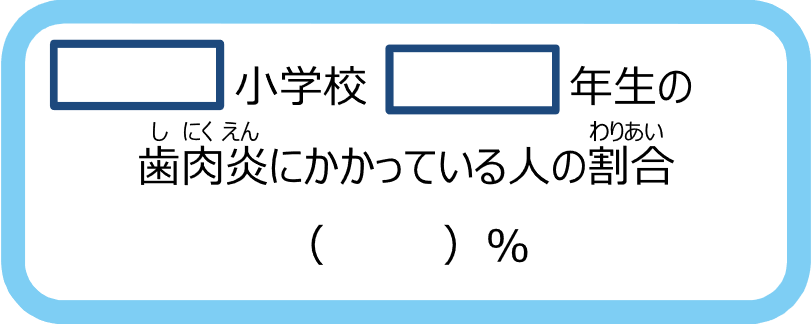 小学校 年生の
し にく えん わりあい
歯肉炎にかかっている人の割合
（ ）%